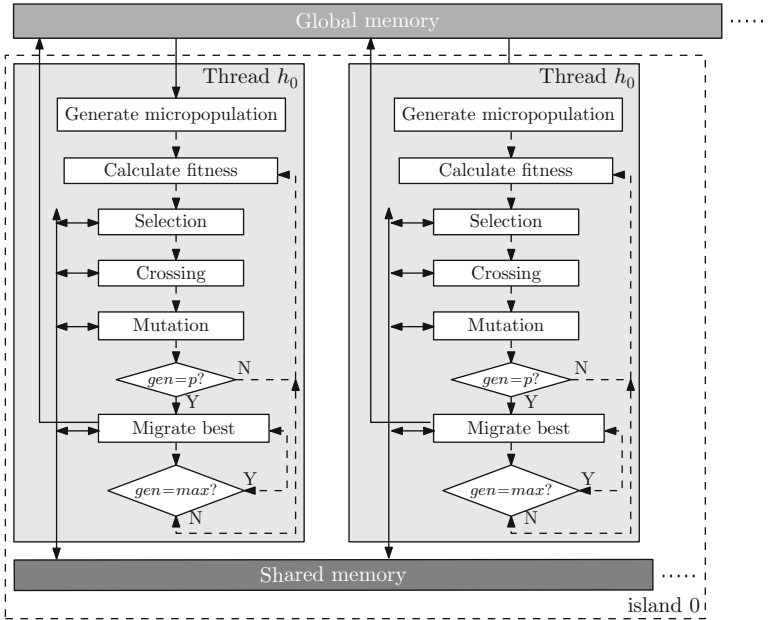 Global memory
Thread h0
Generate micropopulation
Calculate fitness
Selection
Crossing
Mutation
gen=p?
N
Y
Migrate best
gen=max?
Y
N
Thread h0
Generate micropopulation
Calculate fitness
Selection
Crossing
Mutation
gen=p?
N
Y
Migrate best
gen=max?
Y
N
Shared memory
island 0